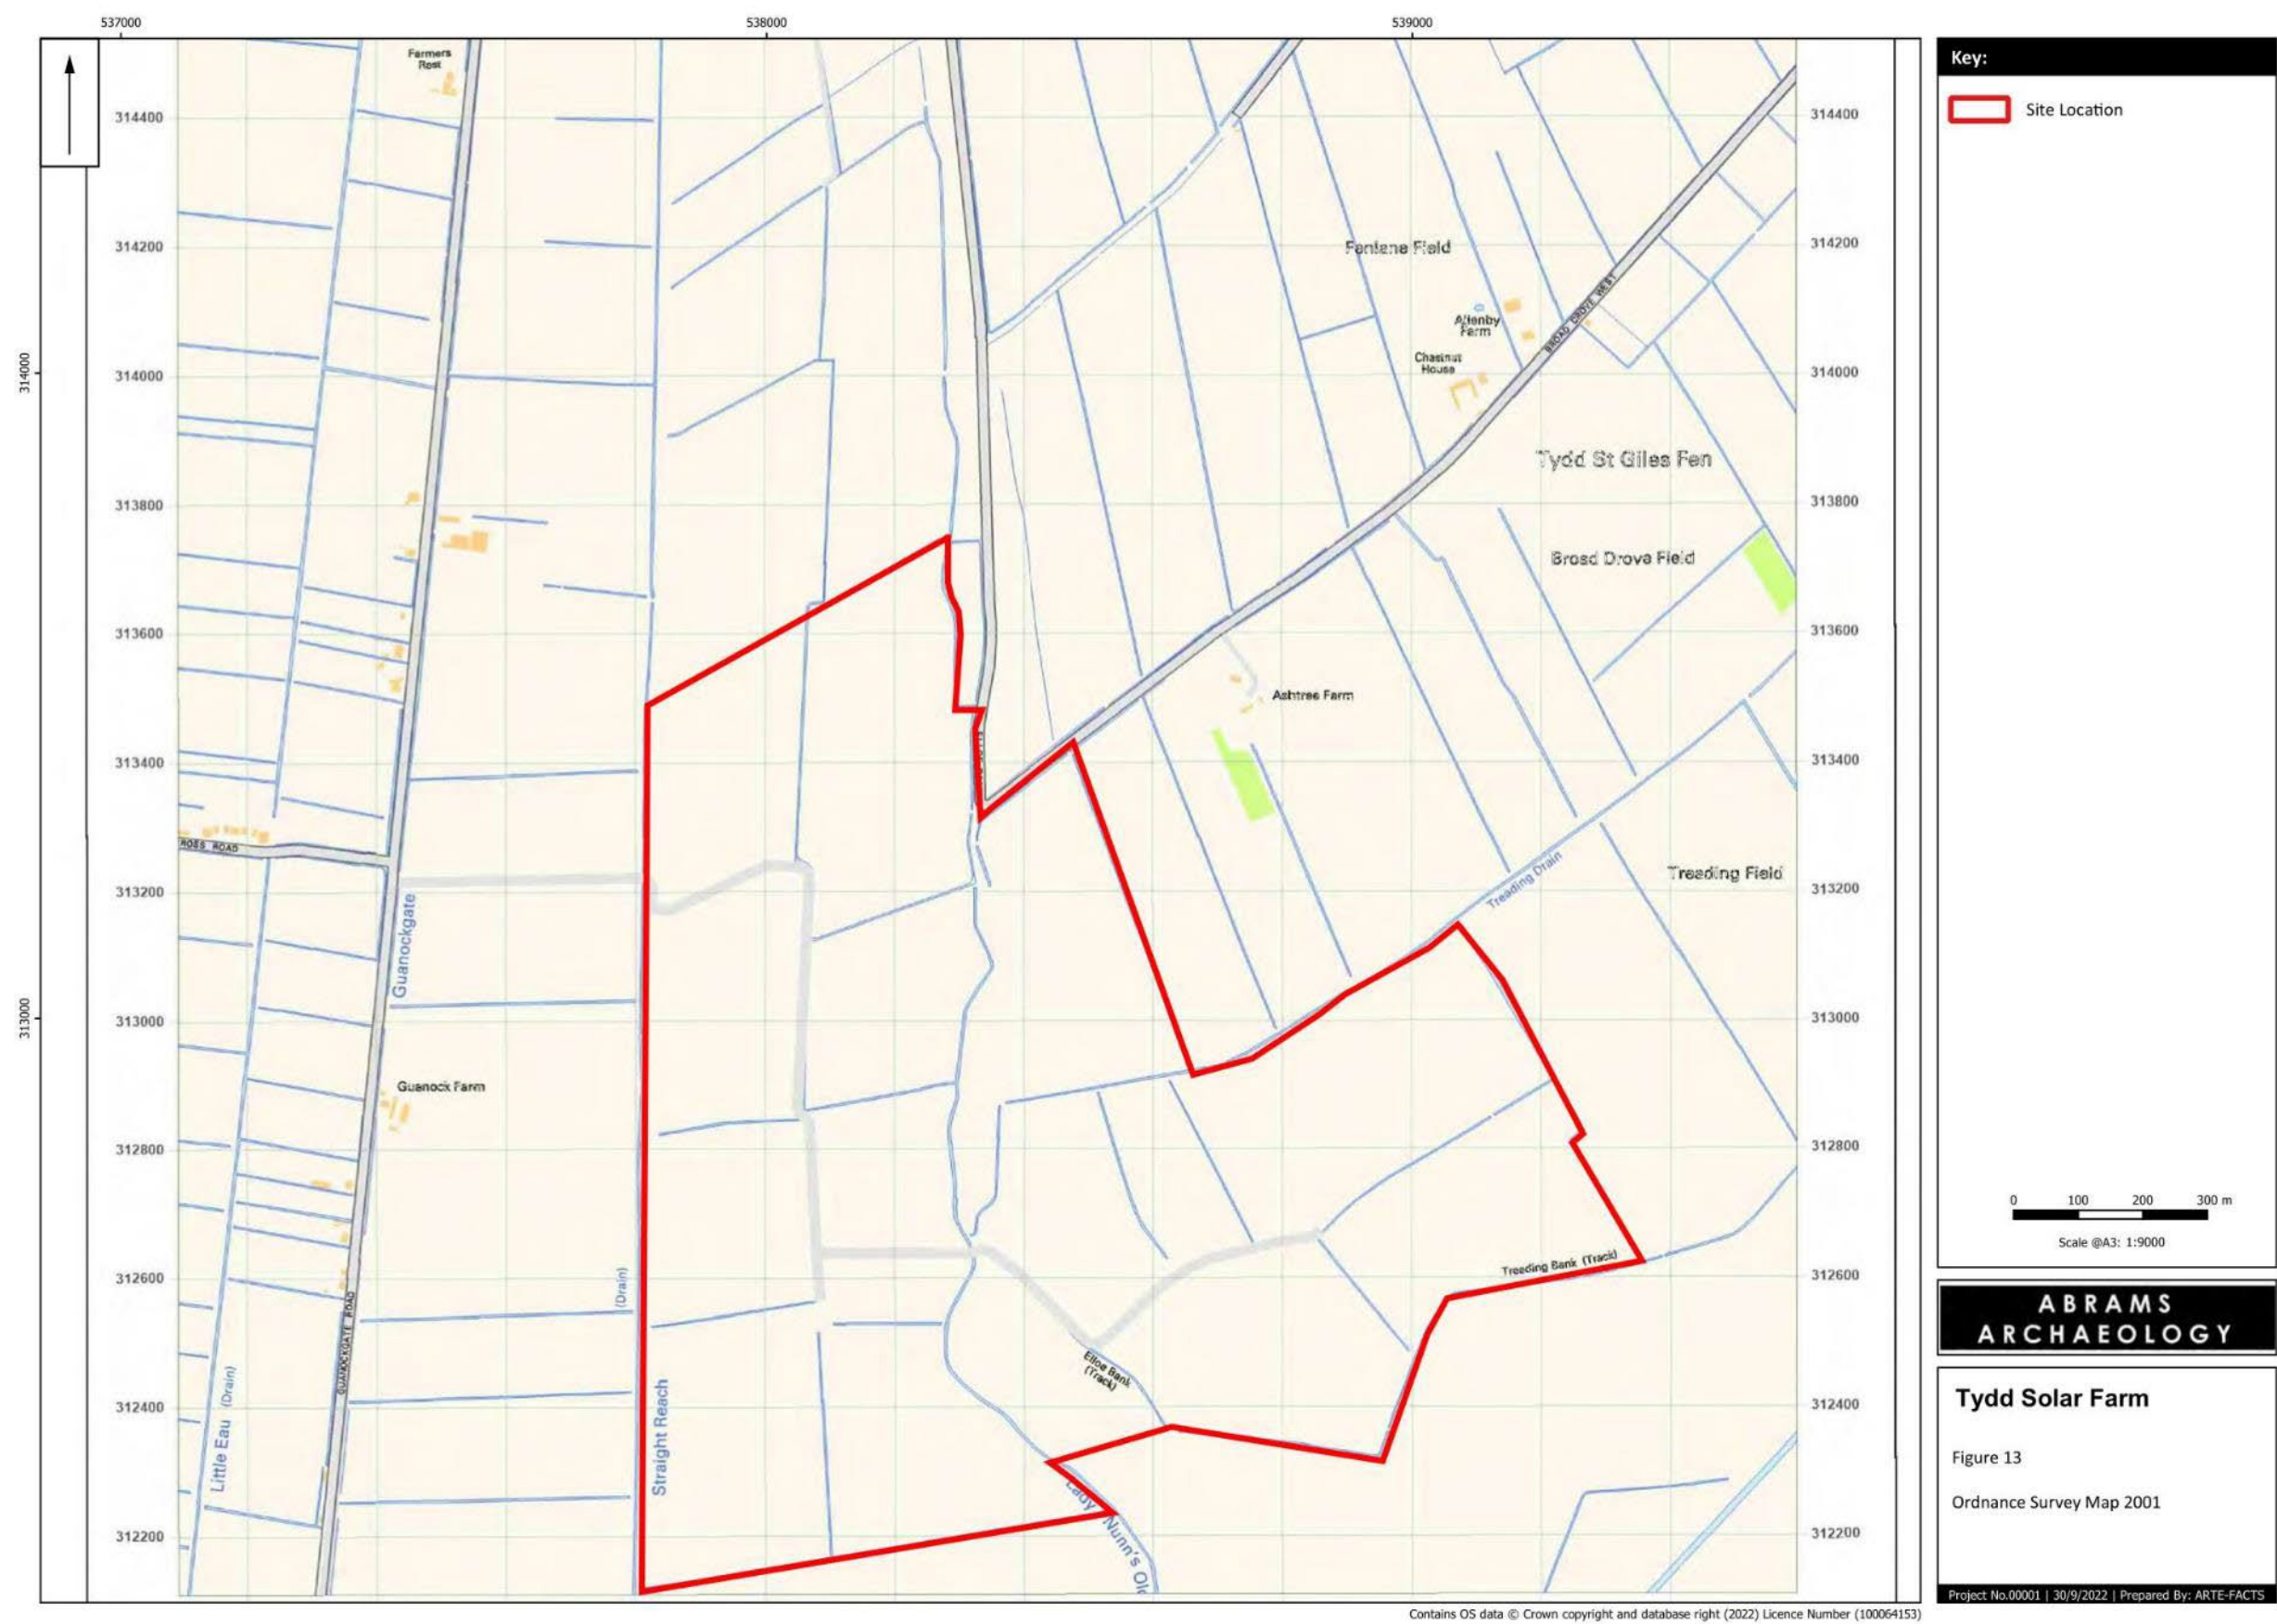 537000
538000
539000
Key:
Site Location
Farmers
Rest
314400
314400
314200
314200
Fenlane Field
BROAD DROVE WEST
Allenby
Farm
314000
Chestnut
House
314000
314000
Tydd St Giles Fen
313800
313800
Broad Drove Field
313600
313600
Ashtree Farm
313400
313400
ROSS ROAD
Treading Drain
Treading Field
313200
313200
Guanockgate
313000
313000
313000
Guanock Farm
312800
312800
Treading Bank (Track)
312600
312600
(Drain)
GUANOCKGATE ROAD
Elloe Bank
(Track)
Little Eau (Drain)
Straight Reach
312400
312400
Lady Nunn's Old
312200
312200
0 100 200 300 m
Scale @A3: 1:9000
ABRAMS
ARCHAEOLOGY
Tydd Solar Farm
Figure 13
Ordnance Survey Map 2001
Project No.00001 | 30/9/2022 | Prepared By: ARTE-FACTS
Contains OS data © Crown copyright and database right (2022) Licence Number (100064153)